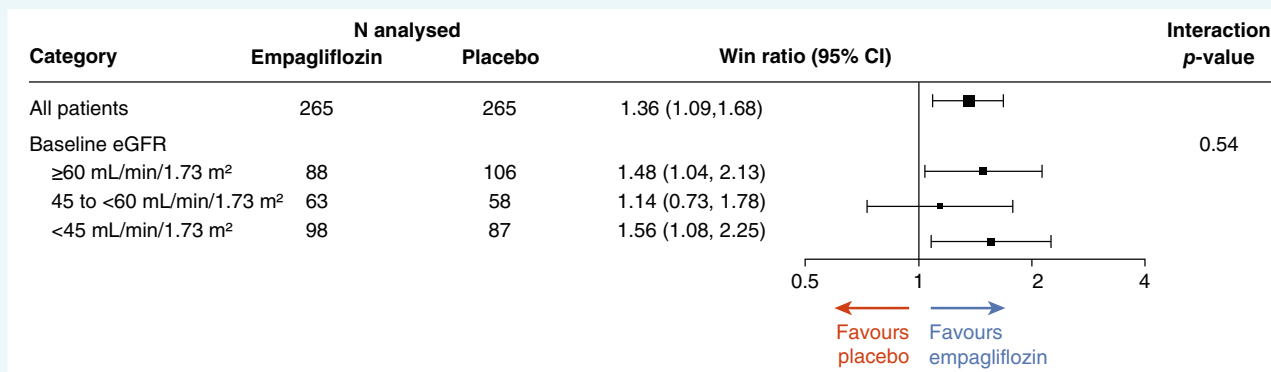 N analysed Interaction
Category Empagliflozin Placebo Win ratio (95% CI) p-value
All patients 265 265 1.36 (1.09,1.68)
Baseline eGFR 0.54
≥60 mL/min/1.73 m² 88 106 1.48 (1.04, 2.13)
45 to <60 mL/min/1.73 m² 63 58 1.14 (0.73, 1.78)
<45 mL/min/1.73 m² 98 87 1.56 (1.08, 2.25)
0.5 1 2 4
Favours Favours
placebo empagliflozin